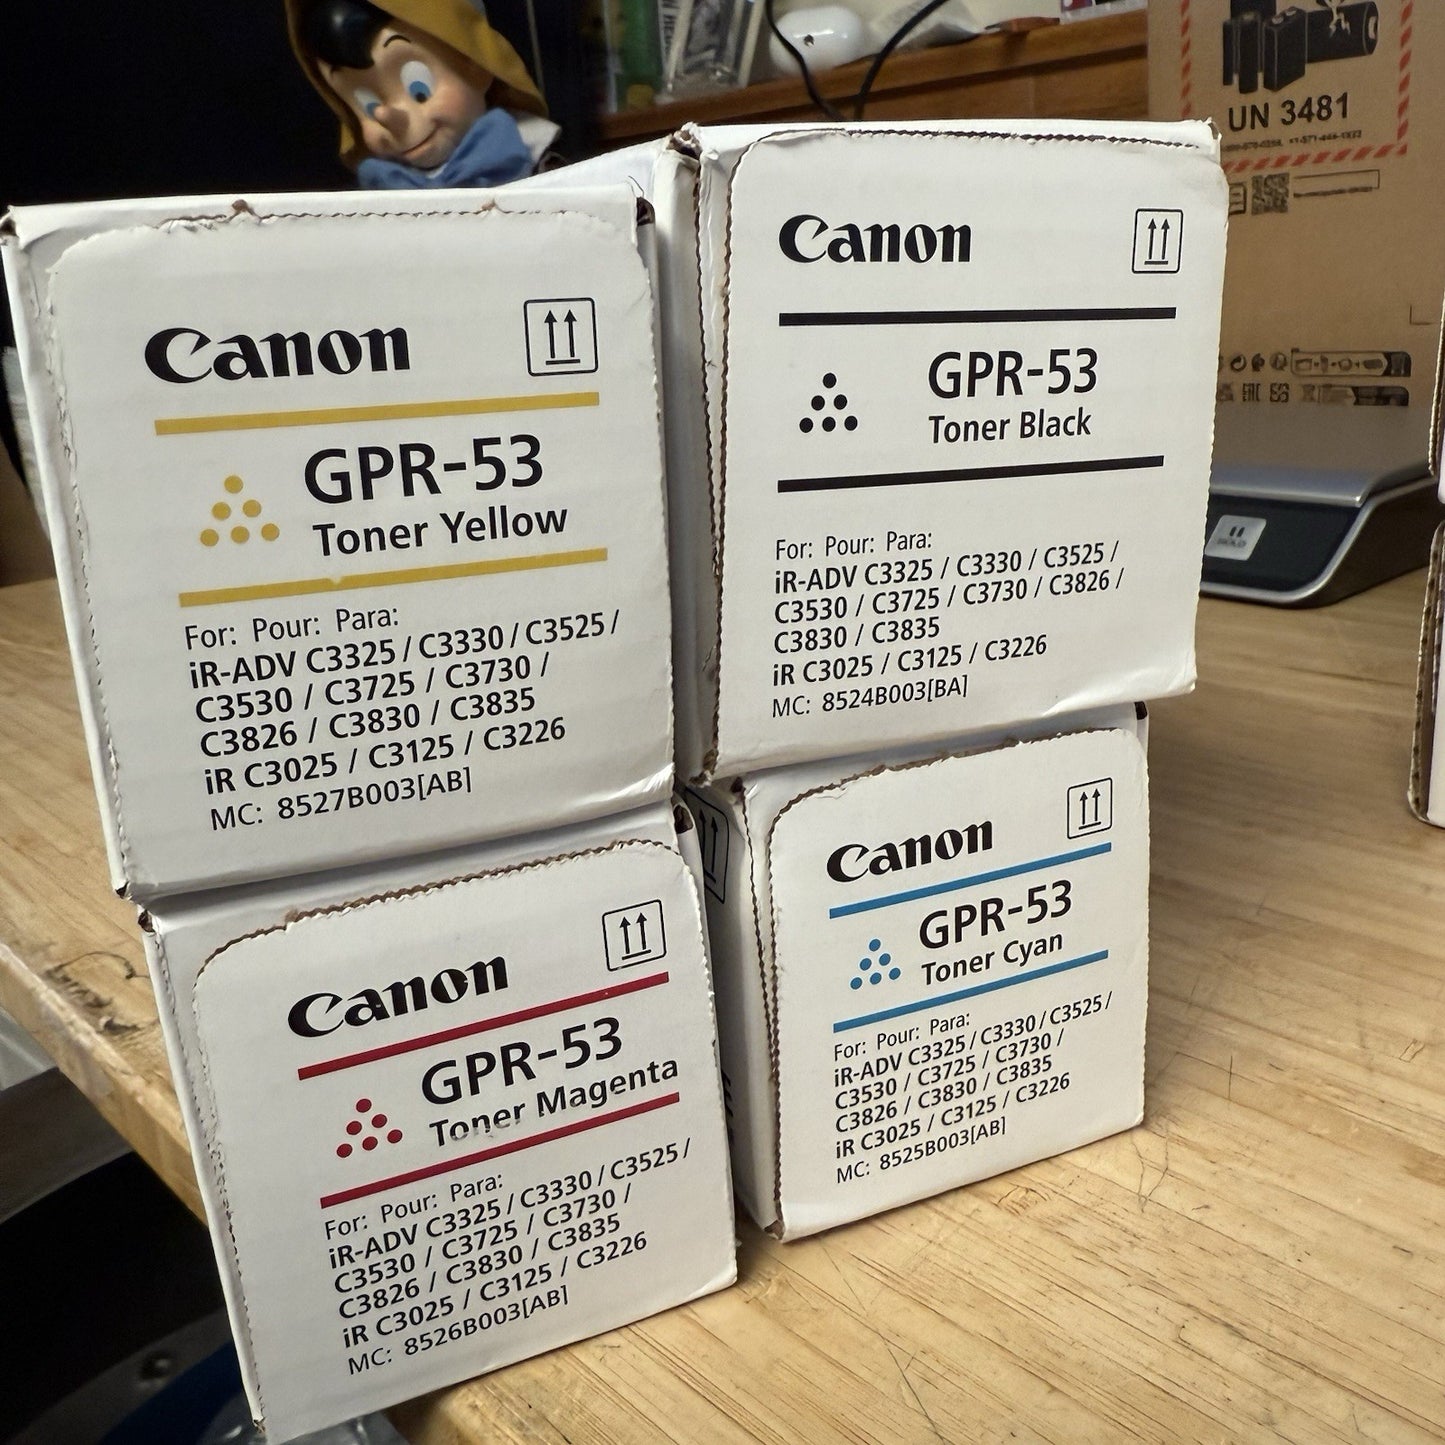 Canon
GPR-53
Toner Yellow
For: Pour: Para:
iR-ADV C3325 / C3330 / C3525 /
C3530 / C3725 / C3730 /
C3826 / C3830 / C3835
iR C3025 / C3125 / C3226
MC: 8527B003[AB]
Canon
GPR-53
Toner Black
For: Pour: Para:
iR-ADV C3325 / C3330 / C3525 /
C3530 / C3725 / C3730 / C3826 /
C3830 / C3835
iR C3025 / C3125 / C3226
MC: 8524B003[BA]
Canon
GPR-53
Toner Magenta
For: Pour: Para:
iR-ADV C3325 / C3330 / C3525 /
C3530 / C3725 / C3730 /
C3826 / C3830 / C3835
iR C3025 / C3125 / C3226
MC: 8526B003[AB]
Canon
GPR-53
Toner Cyan
For: Pour: Para:
iR-ADV C3325 / C3330 / C3525 /
C3530 / C3725 / C3730 /
C3826 / C3830 / C3835
iR C3025 / C3125 / C3226
MC: 8525B003[AB]
UN 3481